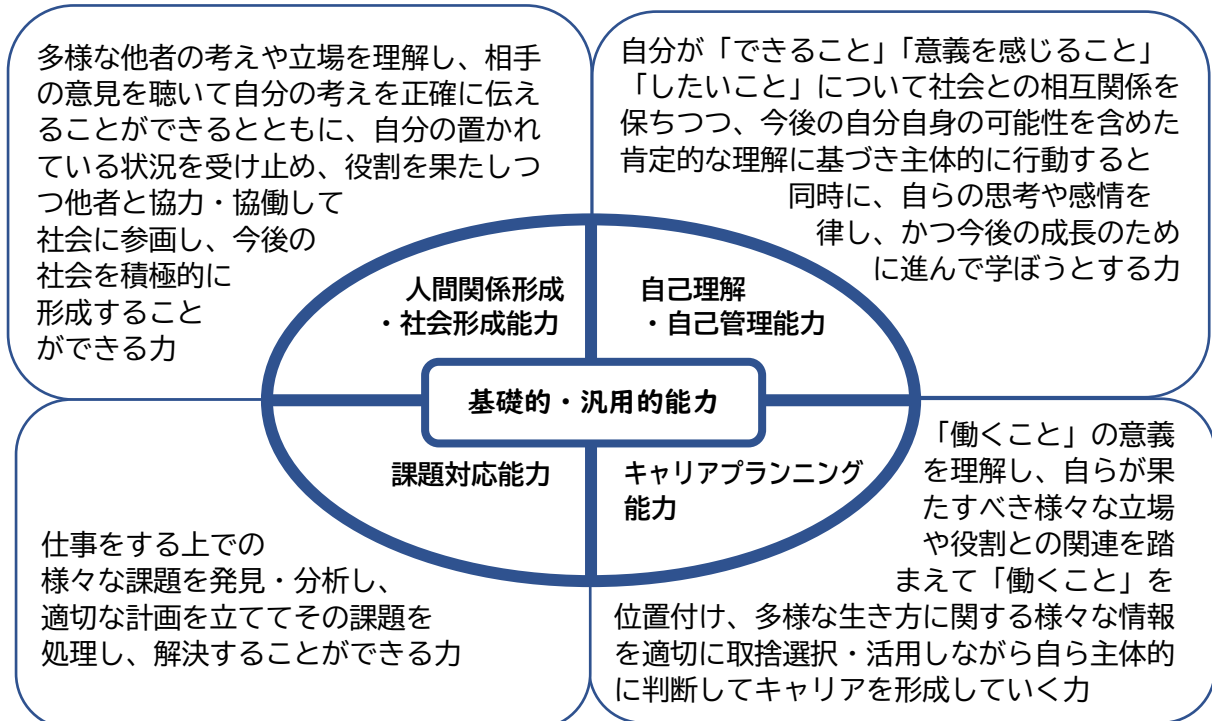 多様な他者の考えや立場を理解し、相手
の意見を聴いて自分の考えを正確に伝え
ることができるとともに、自分の置かれ
ている状況を受け止め、役割を果たしつ
つ他者と協力・協働して
社会に参画し、今後の
社会を積極的に
形成すること
ができる力
自分が「できること」「意義を感じること」
「したいこと」について社会との相互関係を
保ちつつ、今後の自分自身の可能性を含めた
肯定的な理解に基づき主体的に行動すると
同時に、自らの思考や感情を
律し、かつ今後の成長のため
に進んで学ぼうとする力
人間関係形成
・社会形成能力
自己理解
・自己管理能力
基礎的・汎用的能力
課題対応能力
キャリアプランニング
能力
仕事をする上での
様々な課題を発見・分析し、
適切な計画を立ててその課題を
処理し、解決することができる力
「働くこと」の意義
を理解し、自らが果
たすべき様々な立場
や役割との関連を踏
まえて「働くこと」を
位置付け、多様な生き方に関する様々な情報
を適切に取捨選択・活用しながら自ら主体的
に判断してキャリアを形成していく力